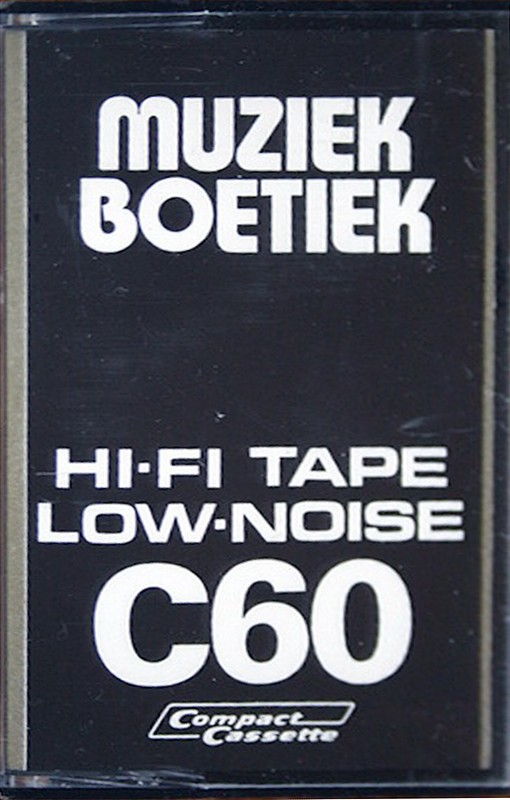 MUZIEK
BOETIEK
HI·FI TAPE
LOW·NOISE
C60
Compact
Cassette